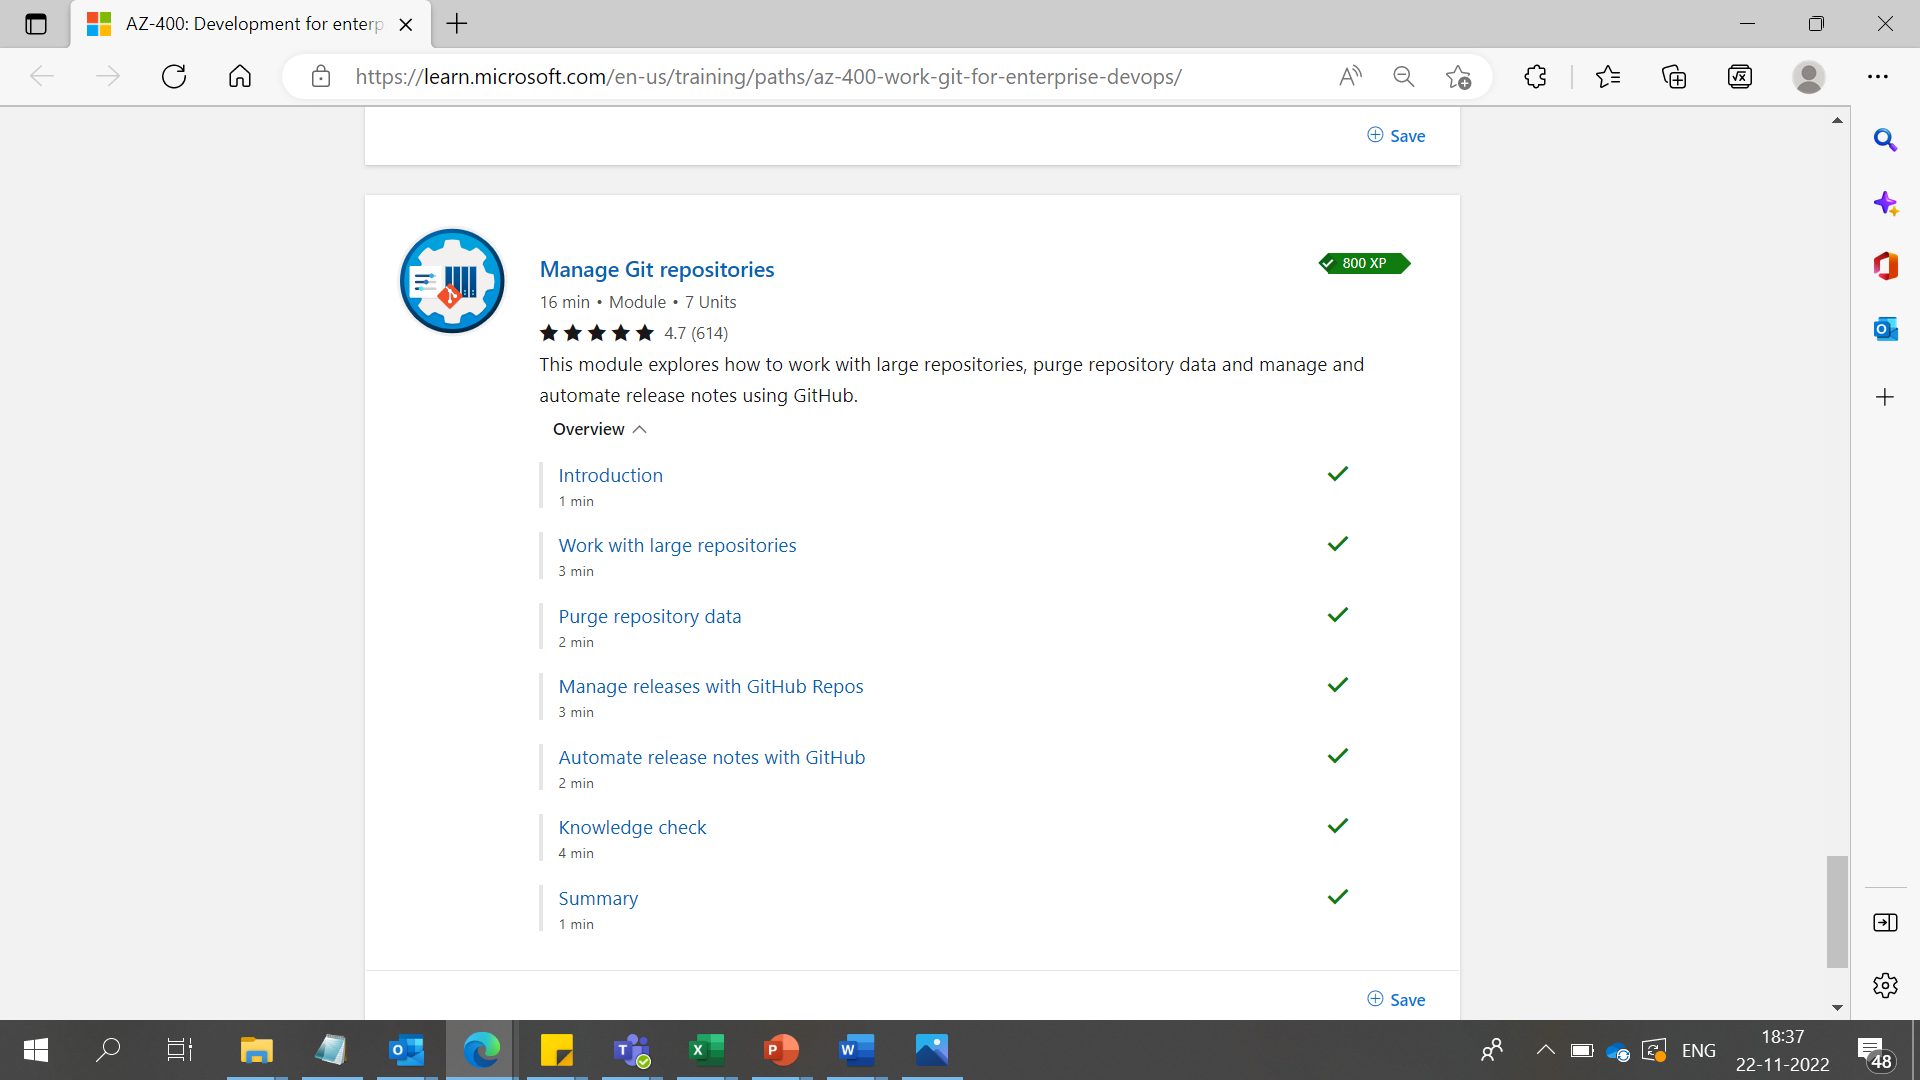 AZ-400: Development for enterp
https://learn.microsoft.com/en-us/training/paths/az-400-work-git-for-enterprise-devops/
Save
Manage Git repositories
800 XP
16 min • Module • 7 Units
4.7 (614)
This module explores how to work with large repositories, purge repository data and manage and
automate release notes using GitHub.
Overview
Introduction
1 min
Work with large repositories
3 min
Purge repository data
2 min
Manage releases with GitHub Repos
3 min
Automate release notes with GitHub
2 min
Knowledge check
4 min
Summary
1 min
Save
ENG
18:37
22-11-2022
48